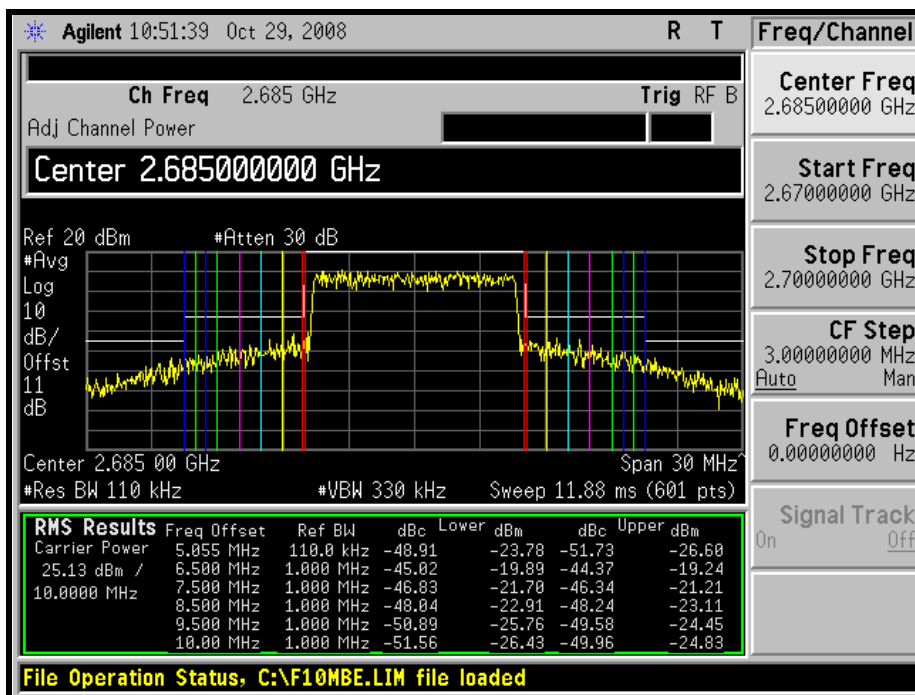 Agilent 10:51:39 Oct 29, 2008 R T
Ch Freq 2.685 GHz Trig RF B
Adj Channel Power
Center 2.685000000 GHz
Ref 20 dBm #Atten 30 dB
#Avg
Log
10
dB/
Offst
11
dB
Center 2.685 00 GHz Span 30 MHz^
#Res BW 110 kHz #VBW 330 kHz Sweep 11.88 ms (601 pts)
RMS Results Freq Offset Ref BW dBc Lower dBm dBc Upper dBm
Carrier Power 5.055 MHz 110.0 kHz -48.91 -23.78 -51.73 -26.60
25.13 dBm / 6.500 MHz 1.000 MHz -45.02 -19.89 -44.37 -19.24
10.0000 MHz 7.500 MHz 1.000 MHz -46.83 -21.70 -46.34 -21.21
8.500 MHz 1.000 MHz -48.04 -22.91 -48.24 -23.11
9.500 MHz 1.000 MHz -50.89 -25.76 -49.58 -24.45
10.00 MHz 1.000 MHz -51.56 -26.43 -49.96 -24.83
File Operation Status, C:\F10MBE.LIM file loaded
Freq/Channel
Center Freq
2.68500000 GHz
Start Freq
2.67000000 GHz
Stop Freq
2.70000000 GHz
CF Step
3.00000000 MHz
Auto Man
Freq Offset
0.00000000 Hz
Signal Track
On Off